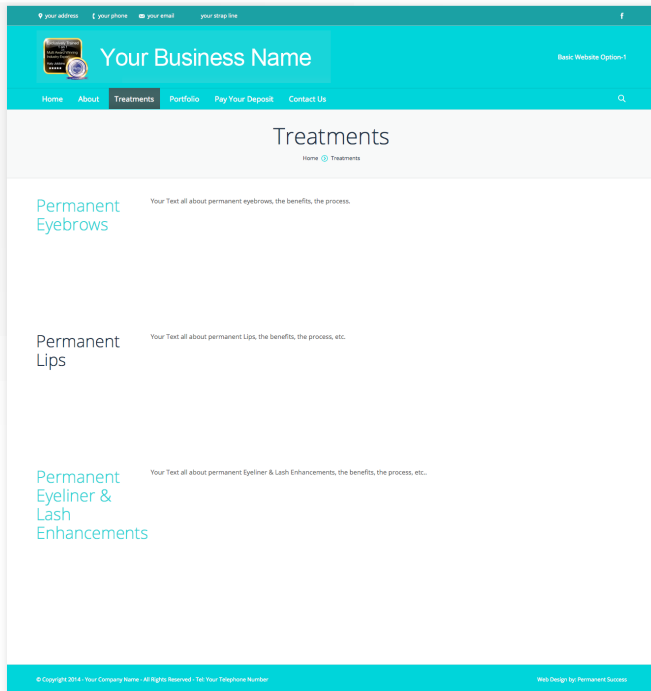 your address your phone your email your strap line f
Your Business Name
Basic Website Option-1
Home About Treatments Portfolio Pay Your Deposit Contact Us
Treatments
Home Treatments
Permanent
Eyebrows
Your Text all about permanent eyebrows, the benefits, the process.
Permanent
Lips
Your Text all about permanent Lips, the benefits, the process, etc.
Permanent
Eyeliner &
Lash
Enhancements
Your Text all about permanent Eyeliner & Lash Enhancements, the benefits, the process, etc..
© Copyright 2014 - Your Company Name - All Rights Reserved - Tel: Your Telephone Number
Web Design by: Permanent Success